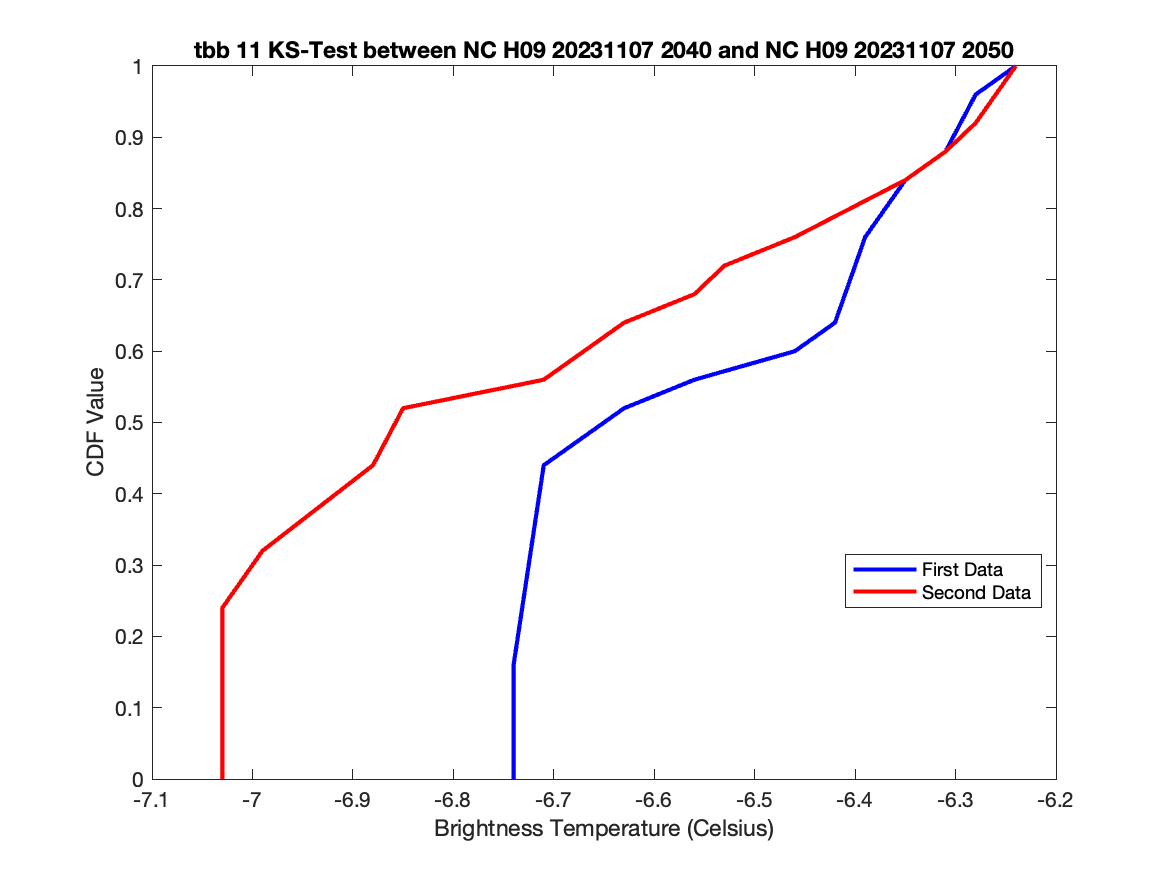 tbb 11 KS-Test between NC H09 20231107 2040 and NC H09 20231107 2050
1
0.9
0.8
0.7
0.6
0.5
0.4
0.3
0.2
0.1
0
CDF Value
First Data
Second Data
-7.1 -7 -6.9 -6.8 -6.7 -6.6 -6.5 -6.4 -6.3 -6.2
Brightness Temperature (Celsius)